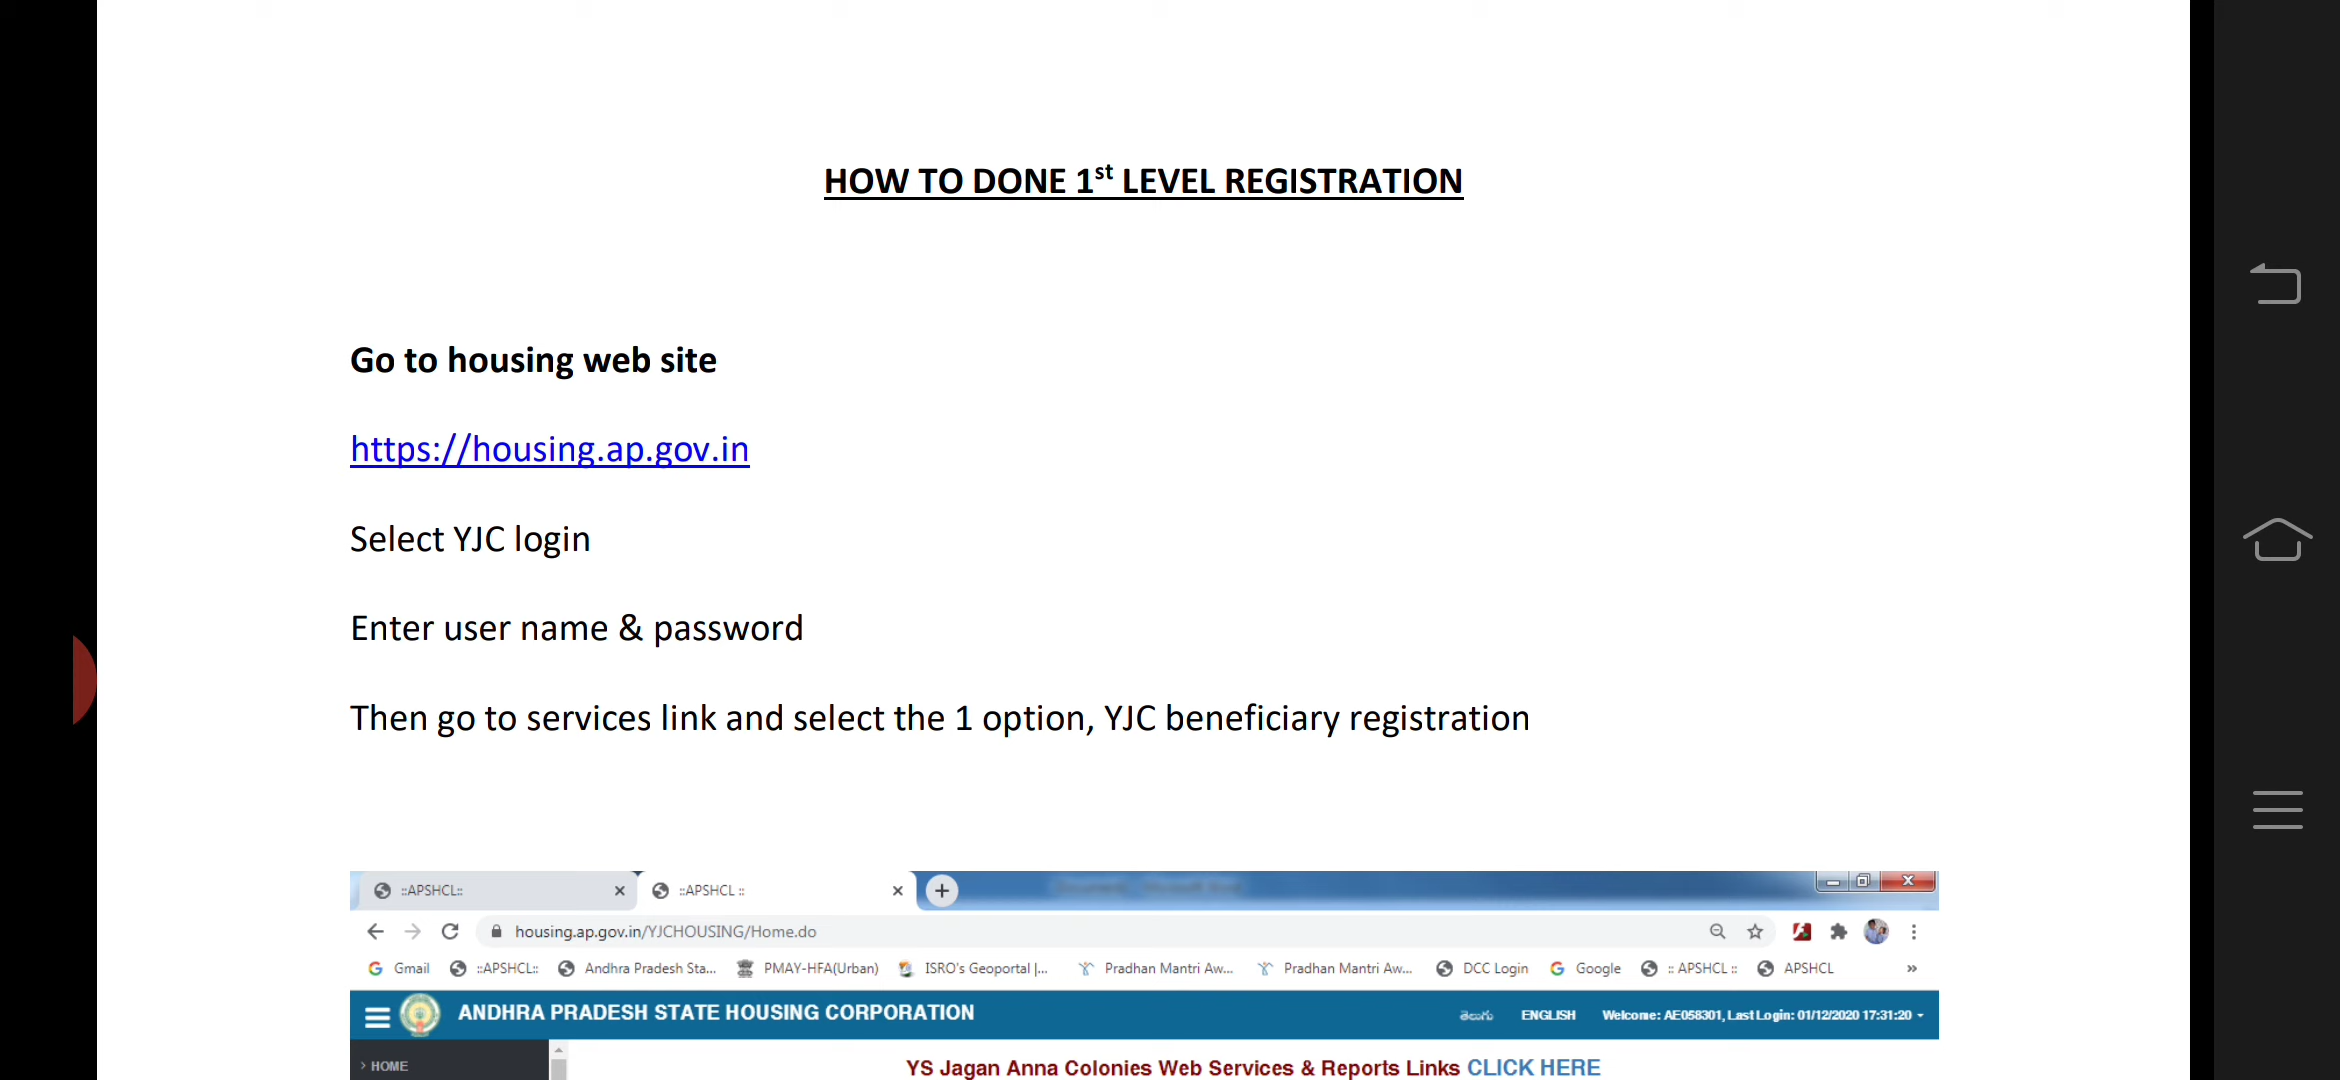 HOW TO DONE 1st LEVEL REGISTRATION
Go to housing web site
https://housing.ap.gov.in
Select YJC login
Enter user name & password
Then go to services link and select the 1 option, YJC beneficiary registration
::APSHCL:: ::APSHCL ::
housing.ap.gov.in/YJCHOUSING/Home.do
Gmail ::APSHCL:: Andhra Pradesh Sta... PMAY-HFA(Urban) ISRO's Geoportal |... Pradhan Mantri Aw... Pradhan Mantri Aw... DCC Login Google :: APSHCL :: APSHCL »
ANDHRA PRADESH STATE HOUSING CORPORATION తెలుగు ENGLISH Welcome: AE058301, Last Login: 01/12/2020 17:31:20
> HOME
YS Jagan Anna Colonies Web Services & Reports Links CLICK HERE